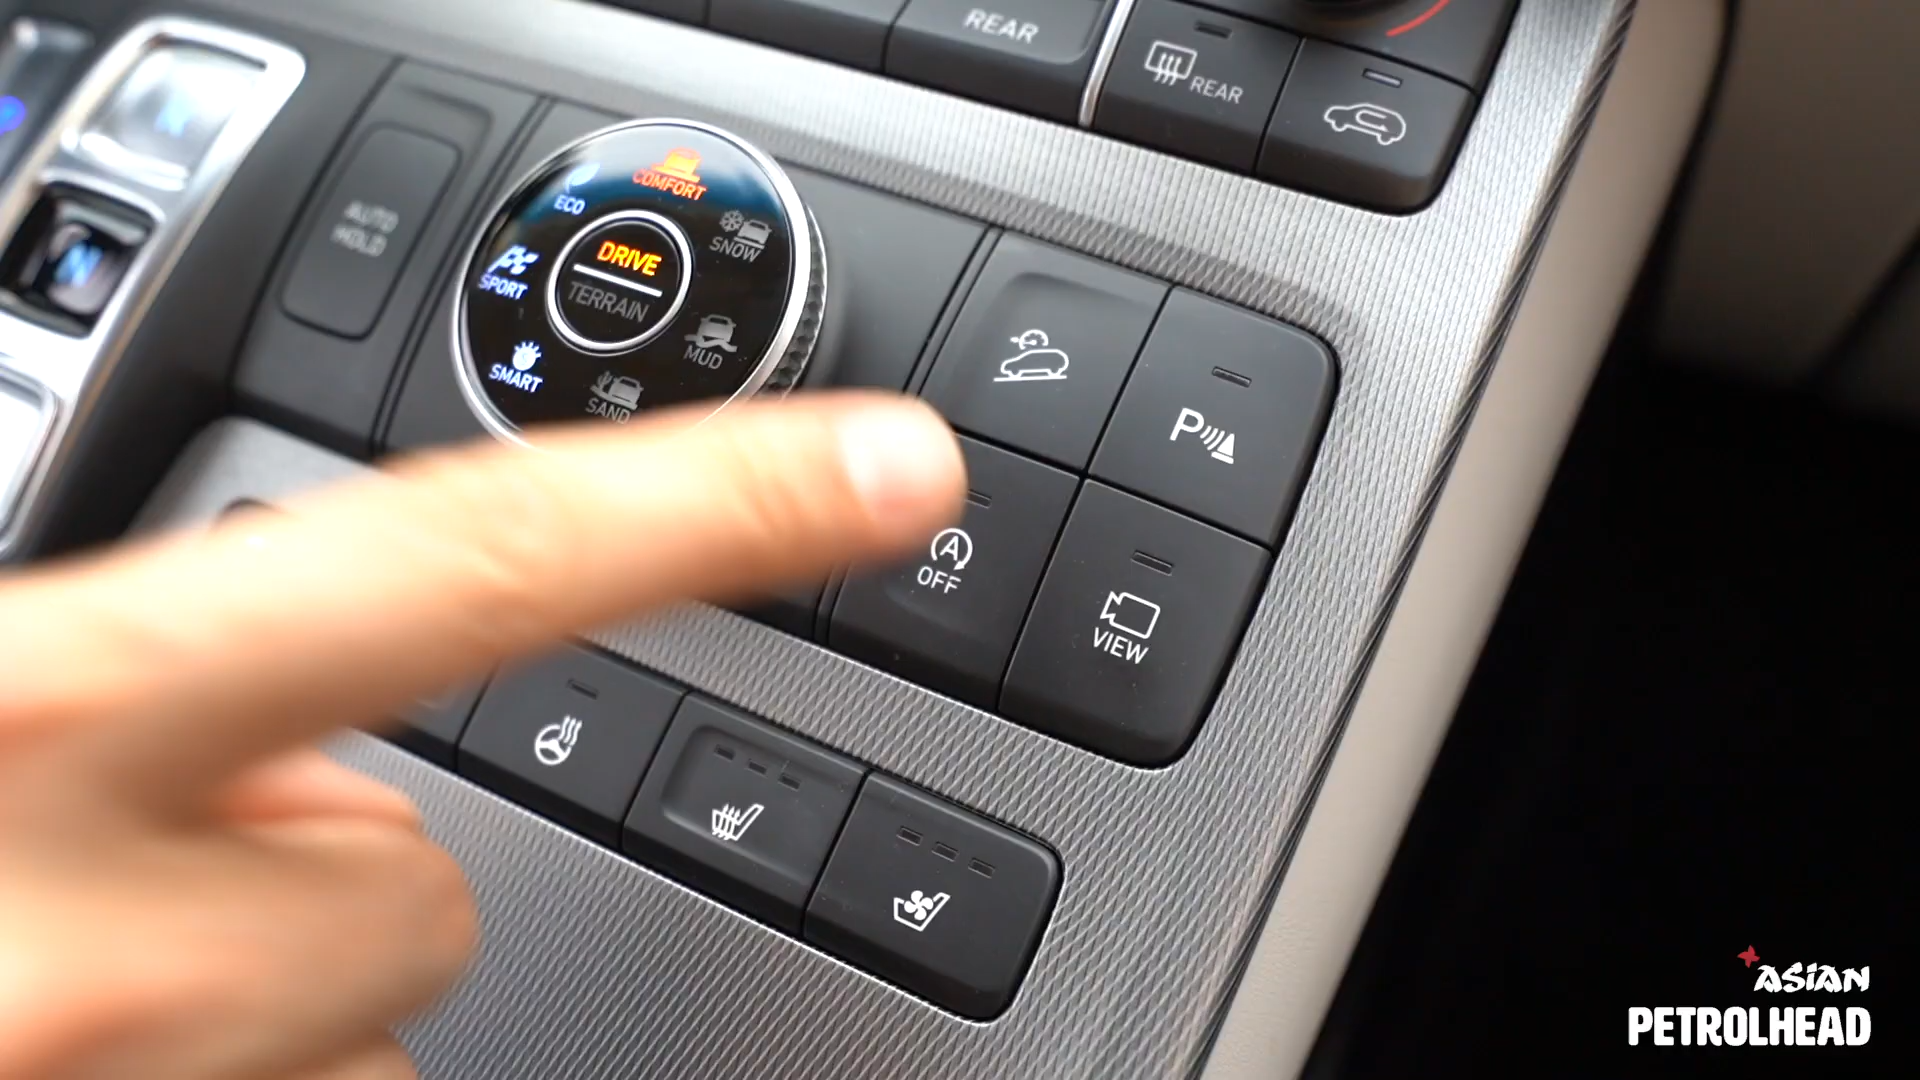 REAR
REAR
AUTO
HOLD
COMFORT
ECO
SNOW
DRIVE
SPORT
TERRAIN
MUD
SMART
SAND
P
A
OFF
VIEW
N
ASiAN
PETROLHEAD